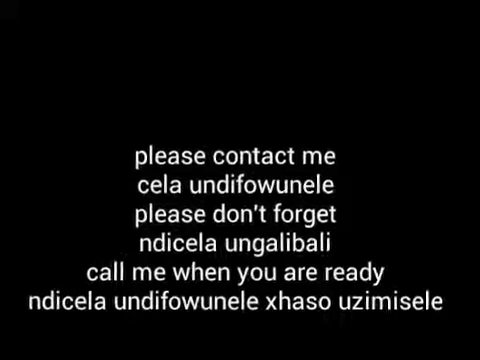 please contact me
cela undifowunele
please don't forget
ndicela ungalibali
call me when you are ready
ndicela undifowunele xhaso uzimisele